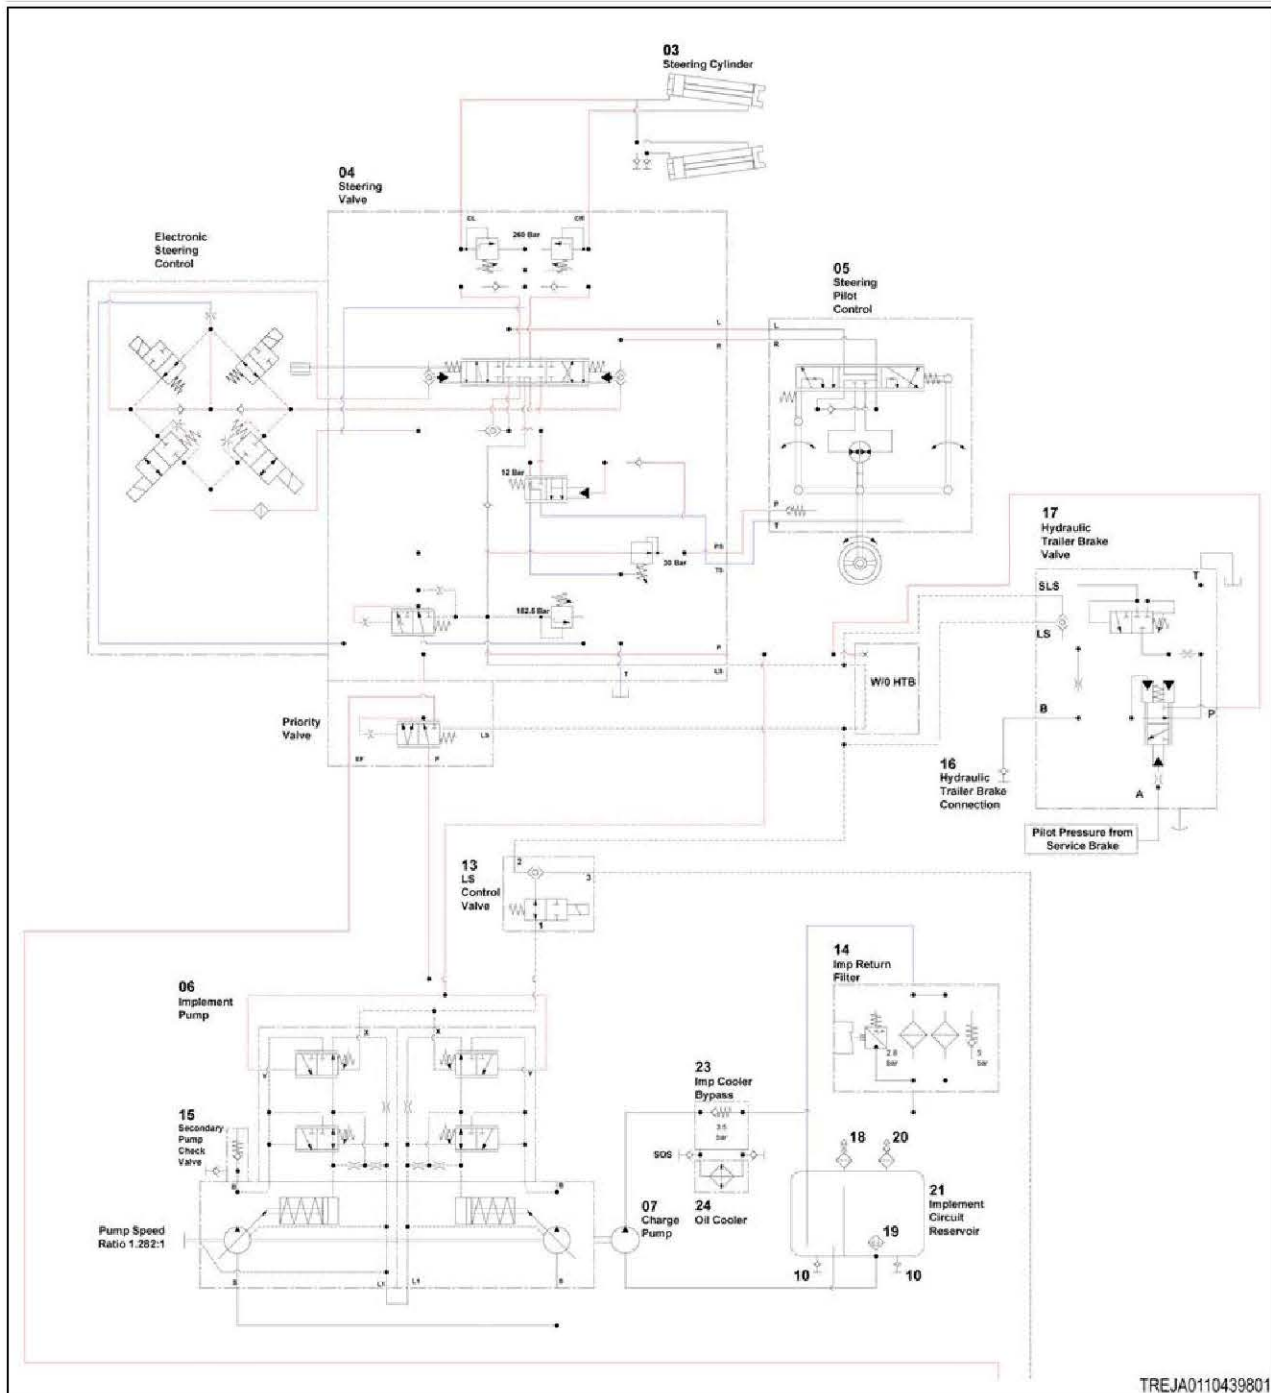 03
Steering Cylinder
04
Steering
Valve
CL
CR
260 Bar
Electronic
Steering
Control
05
Steering
Pilot
Control
L
L
R
R
12 Bar
P
T
PS
30 Bar
TS
182.5 Bar
17
Hydraulic
Trailer Brake
Valve
T
SLS
LS
P
LS
T
W/0 HTB
B
P
Priority
Valve
LS
EF
P
16
Hydraulic
Trailer Brake
Connection
A
Pilot Pressure from
Service Brake
13
LS
Control
Valve
2
3
1
14
Imp Return
Filter
2.8
bar
5
bar
06
Implement
Pump
X
X
Y
Y
23
Imp Cooler
Bypass
3.5
bar
15
Secondary
Pump
Check
Valve
SOS
18
20
B
B
24
Oil Cooler
07
Charge
Pump
21
Implement
Circuit
Reservoir
19
Pump Speed
Ratio 1.282:1
10
10
S
L1
L1
S
TREJA0110439801